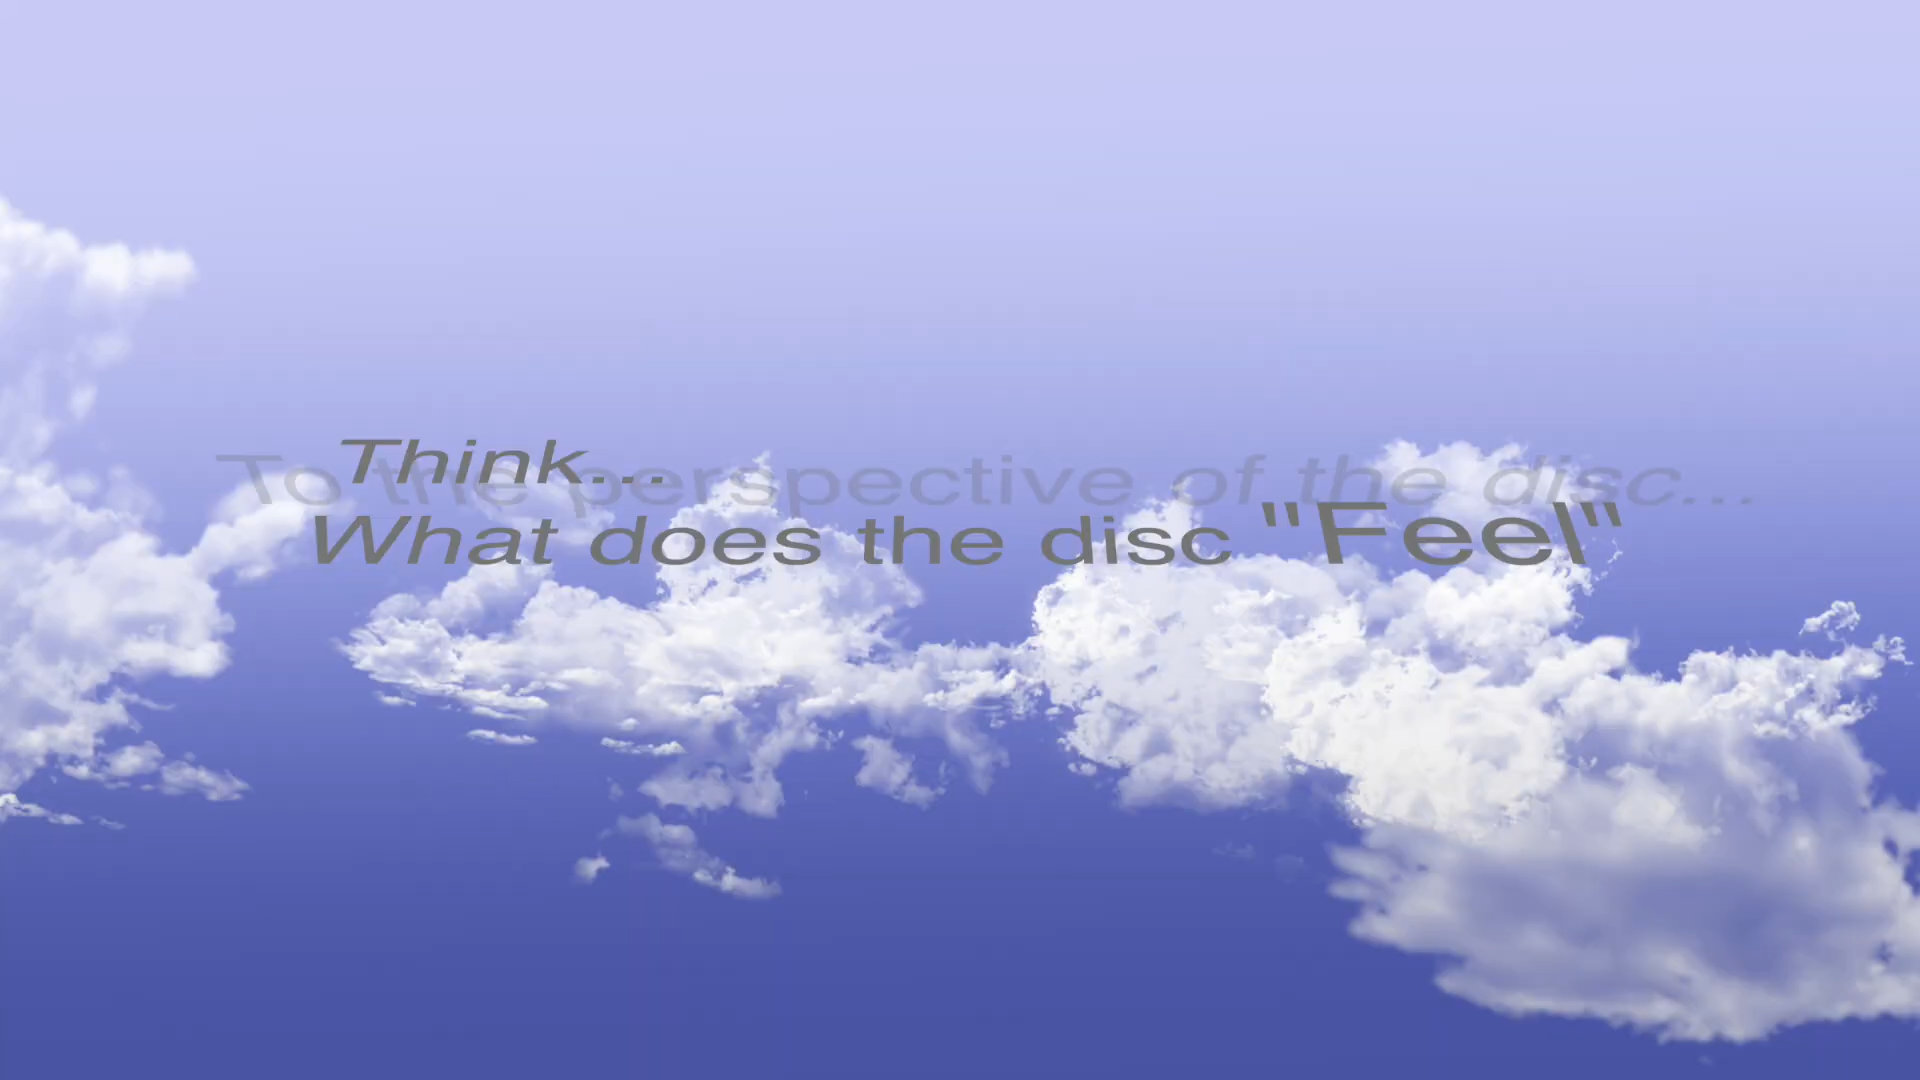 Think...
To the perspective of the disc...
What does the disc "Feel"